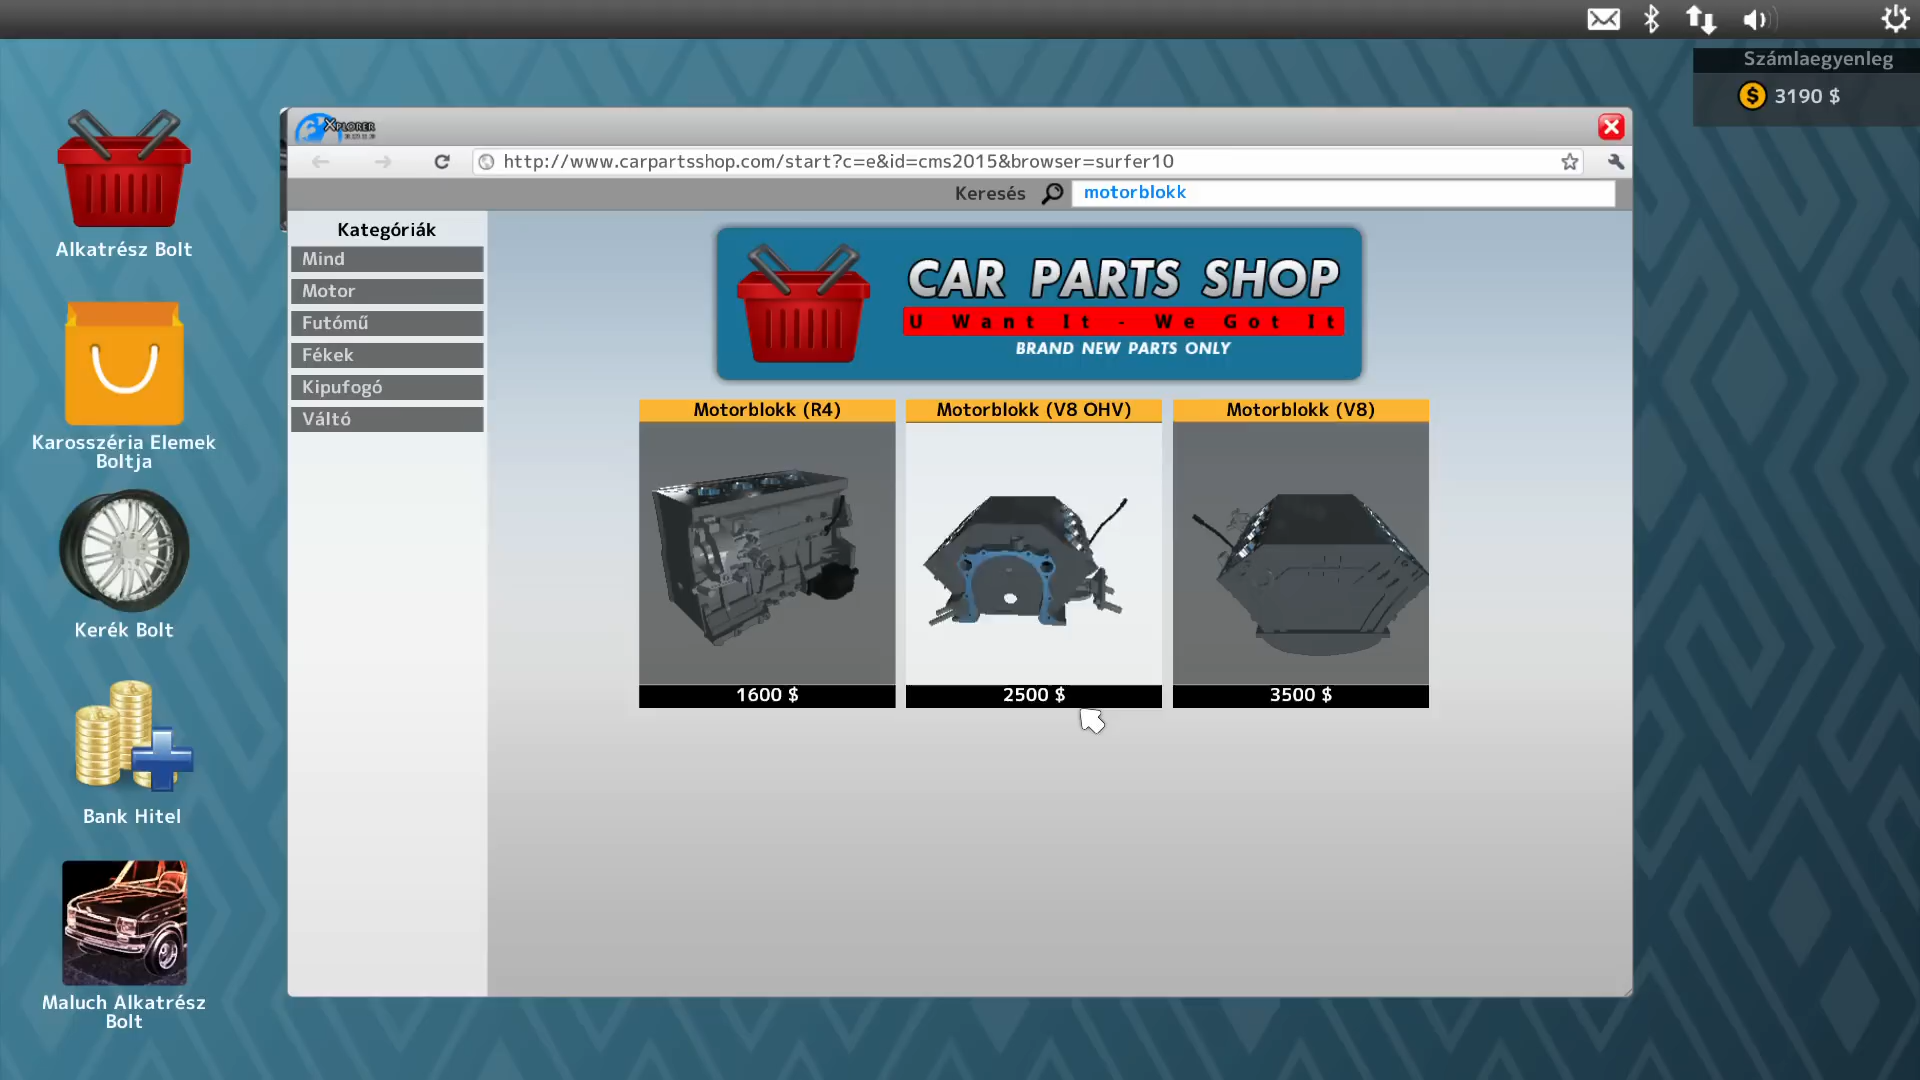 Számlaegyenleg
3190 $
Alkatrész Bolt
Karosszéria Elemek
Boltja
Kerék Bolt
Bank Hitel
Maluch Alkatrész
Bolt
XPLORER
http://www.carpartsshop.com/start?c=e&id=cms2015&browser=surfer10
Keresés
motorblokk
Kategóriák
Mind
Motor
Futómű
Fékek
Kipufogó
Váltó
CAR PARTS SHOP
U Want It - We Got It
BRAND NEW PARTS ONLY
Motorblokk (R4)
1600 $
Motorblokk (V8 OHV)
2500 $
Motorblokk (V8)
3500 $